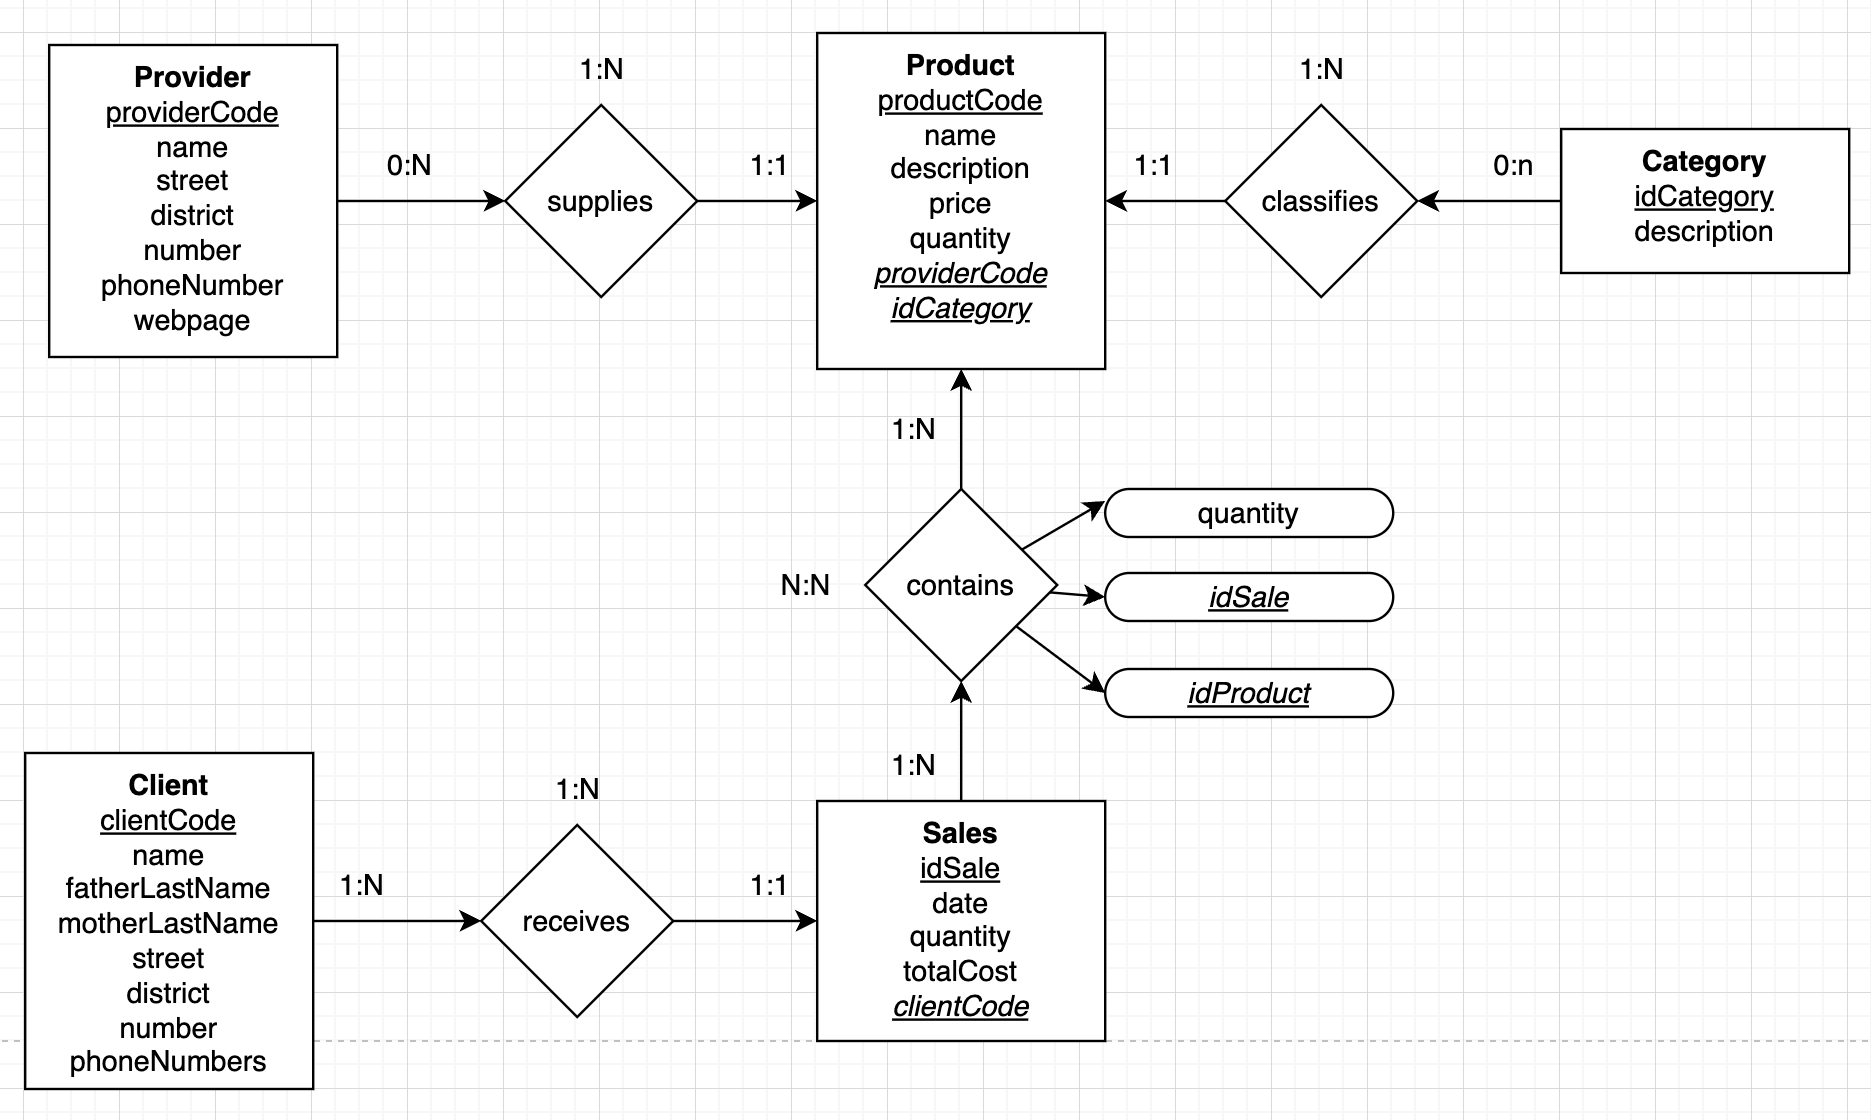 Provider
providerCode
name
street
district
number
phoneNumber
webpage
0:N
1:N
supplies
1:1
Product
productCode
name
description
price
quantity
providerCode
idCategory
1:1
1:N
classifies
0:n
Category
idCategory
description
1:N
N:N
contains
quantity
idSale
idProduct
1:N
Client
clientCode
name
fatherLastName
motherLastName
street
district
number
phoneNumbers
1:N
1:N
receives
1:1
Sales
idSale
date
quantity
totalCost
clientCode